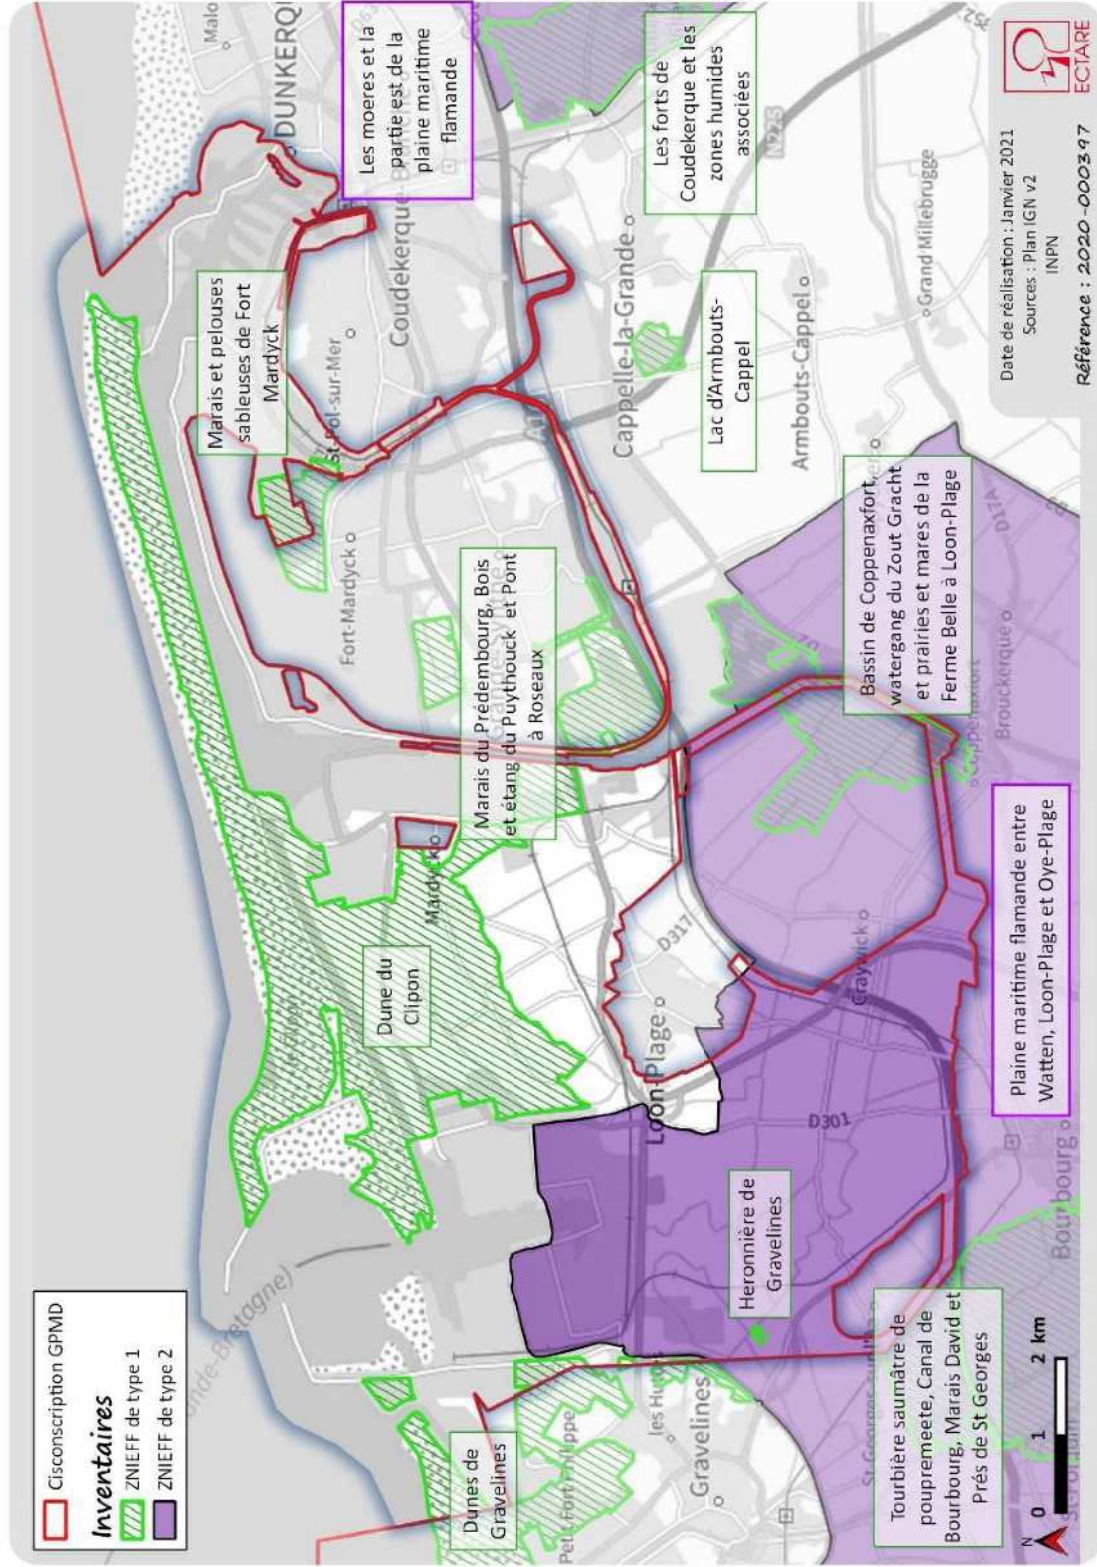 Cisconscription GPMD
Inventaires
ZNIEFF de type 1
ZNIEFF de type 2
Dunes de
Gravelines
Dune du
Clipon
Marais et pelouses
sableuses de Fort
Mardyck
Les moeres et la
partie est de la
plaine maritime
flamande
Marais du Prédembourg, Bois
et étang du Puythouck et Pont
à Roseaux
Les forts de
Coudekerque et les
zones humides
associées
Lac d'Armbouts-
Cappel
Heronnière de
Gravelines
Bassin de Coppenaxfort,
watergang du Zout Gracht
et prairies et mares de la
Ferme Belle à Loon-Plage
Tourbière saumâtre de
poupremeete, Canal de
Bourbourg, Marais David et
Prés de St Georges
Plaine maritime flamande entre
Watten, Loon-Plage et Oye-Plage
Malo
DUNKERQU
Coudekerque
St-Pol-sur-Mer
Fort-Mardyck
Mardyck
Cappelle-la-Grande
Armbouts-Cappel
Grand Millebrugge
Loon-Plage
D317
D301
N225
D17A
Craywick
Brouckerque
Bourbourg
Gravelines
les Hu
Petit Fort Philippe
N
0 1 2 km
Date de réalisation : Janvier 2021
Sources : Plan IGN v2
INPN
Référence : 2020-000397
ECTARE